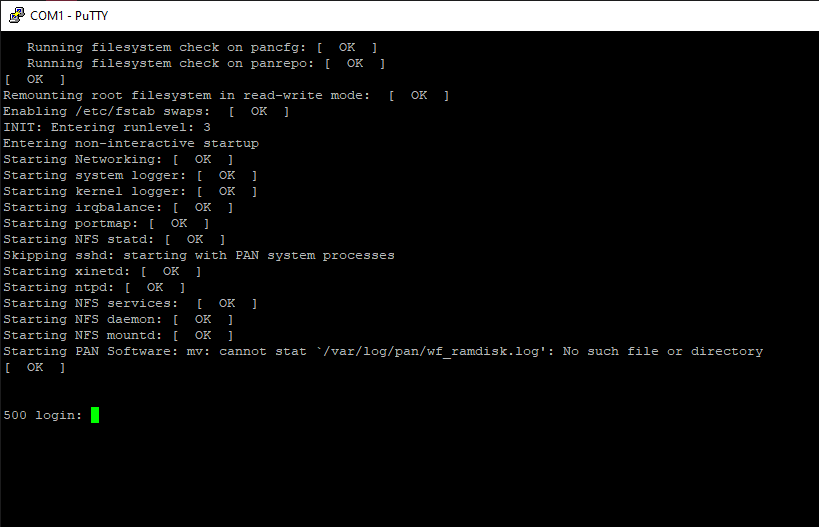 COM1 - PuTTY
Running filesystem check on pancfg: [  OK  ]
Running filesystem check on panrepo: [  OK  ]
[  OK  ]
Remounting root filesystem in read-write mode:  [  OK  ]
Enabling /etc/fstab swaps:  [  OK  ]
INIT: Entering runlevel: 3
Entering non-interactive startup
Starting Networking: [  OK  ]
Starting system logger: [  OK  ]
Starting kernel logger: [  OK  ]
Starting irqbalance: [  OK  ]
Starting portmap: [  OK  ]
Starting NFS statd: [  OK  ]
Skipping sshd: starting with PAN system processes
Starting xinetd: [  OK  ]
Starting ntpd: [  OK  ]
Starting NFS services:  [  OK  ]
Starting NFS daemon: [  OK  ]
Starting NFS mountd: [  OK  ]
Starting PAN Software: mv: cannot stat `/var/log/pan/wf_ramdisk.log': No such file or directory
[  OK  ]
500 login: